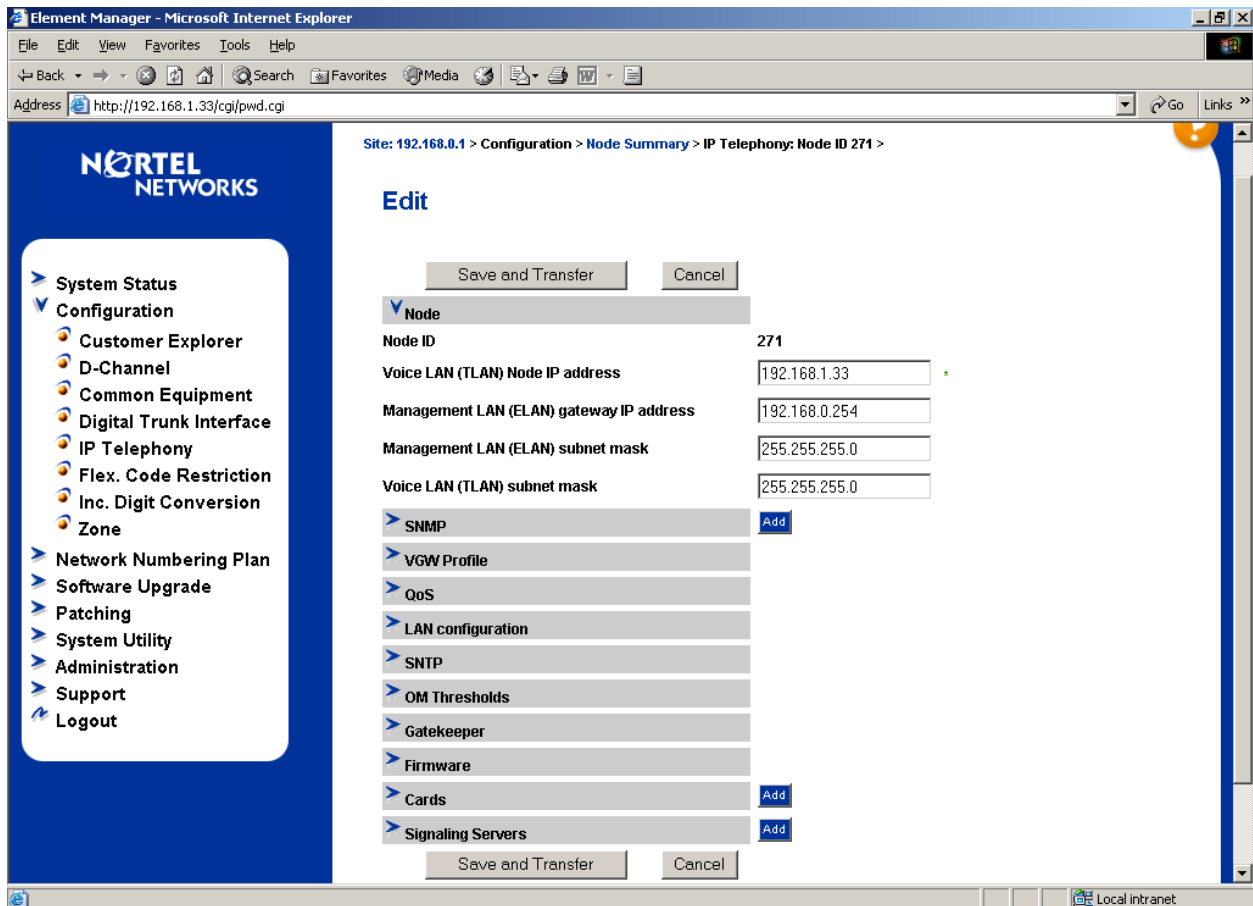 Element Manager - Microsoft Internet Explorer
File Edit View Favorites Tools Help
Back Search Favorites Media
Address http://192.168.1.33/cgi/pwd.cgi Go Links »
Site: 192.168.0.1 > Configuration > Node Summary > IP Telephony: Node ID 271 >
NORTEL
NETWORKS
System Status
Configuration
Customer Explorer
D-Channel
Common Equipment
Digital Trunk Interface
IP Telephony
Flex. Code Restriction
Inc. Digit Conversion
Zone
Network Numbering Plan
Software Upgrade
Patching
System Utility
Administration
Support
Logout
Edit
Save and Transfer Cancel
Node
Node ID 271
Voice LAN (TLAN) Node IP address 192.168.1.33 *
Management LAN (ELAN) gateway IP address 192.168.0.254
Management LAN (ELAN) subnet mask 255.255.255.0
Voice LAN (TLAN) subnet mask 255.255.255.0
SNMP Add
VGW Profile
QoS
LAN configuration
SNTP
OM Thresholds
Gatekeeper
Firmware
Cards Add
Signaling Servers Add
Save and Transfer Cancel
Local intranet